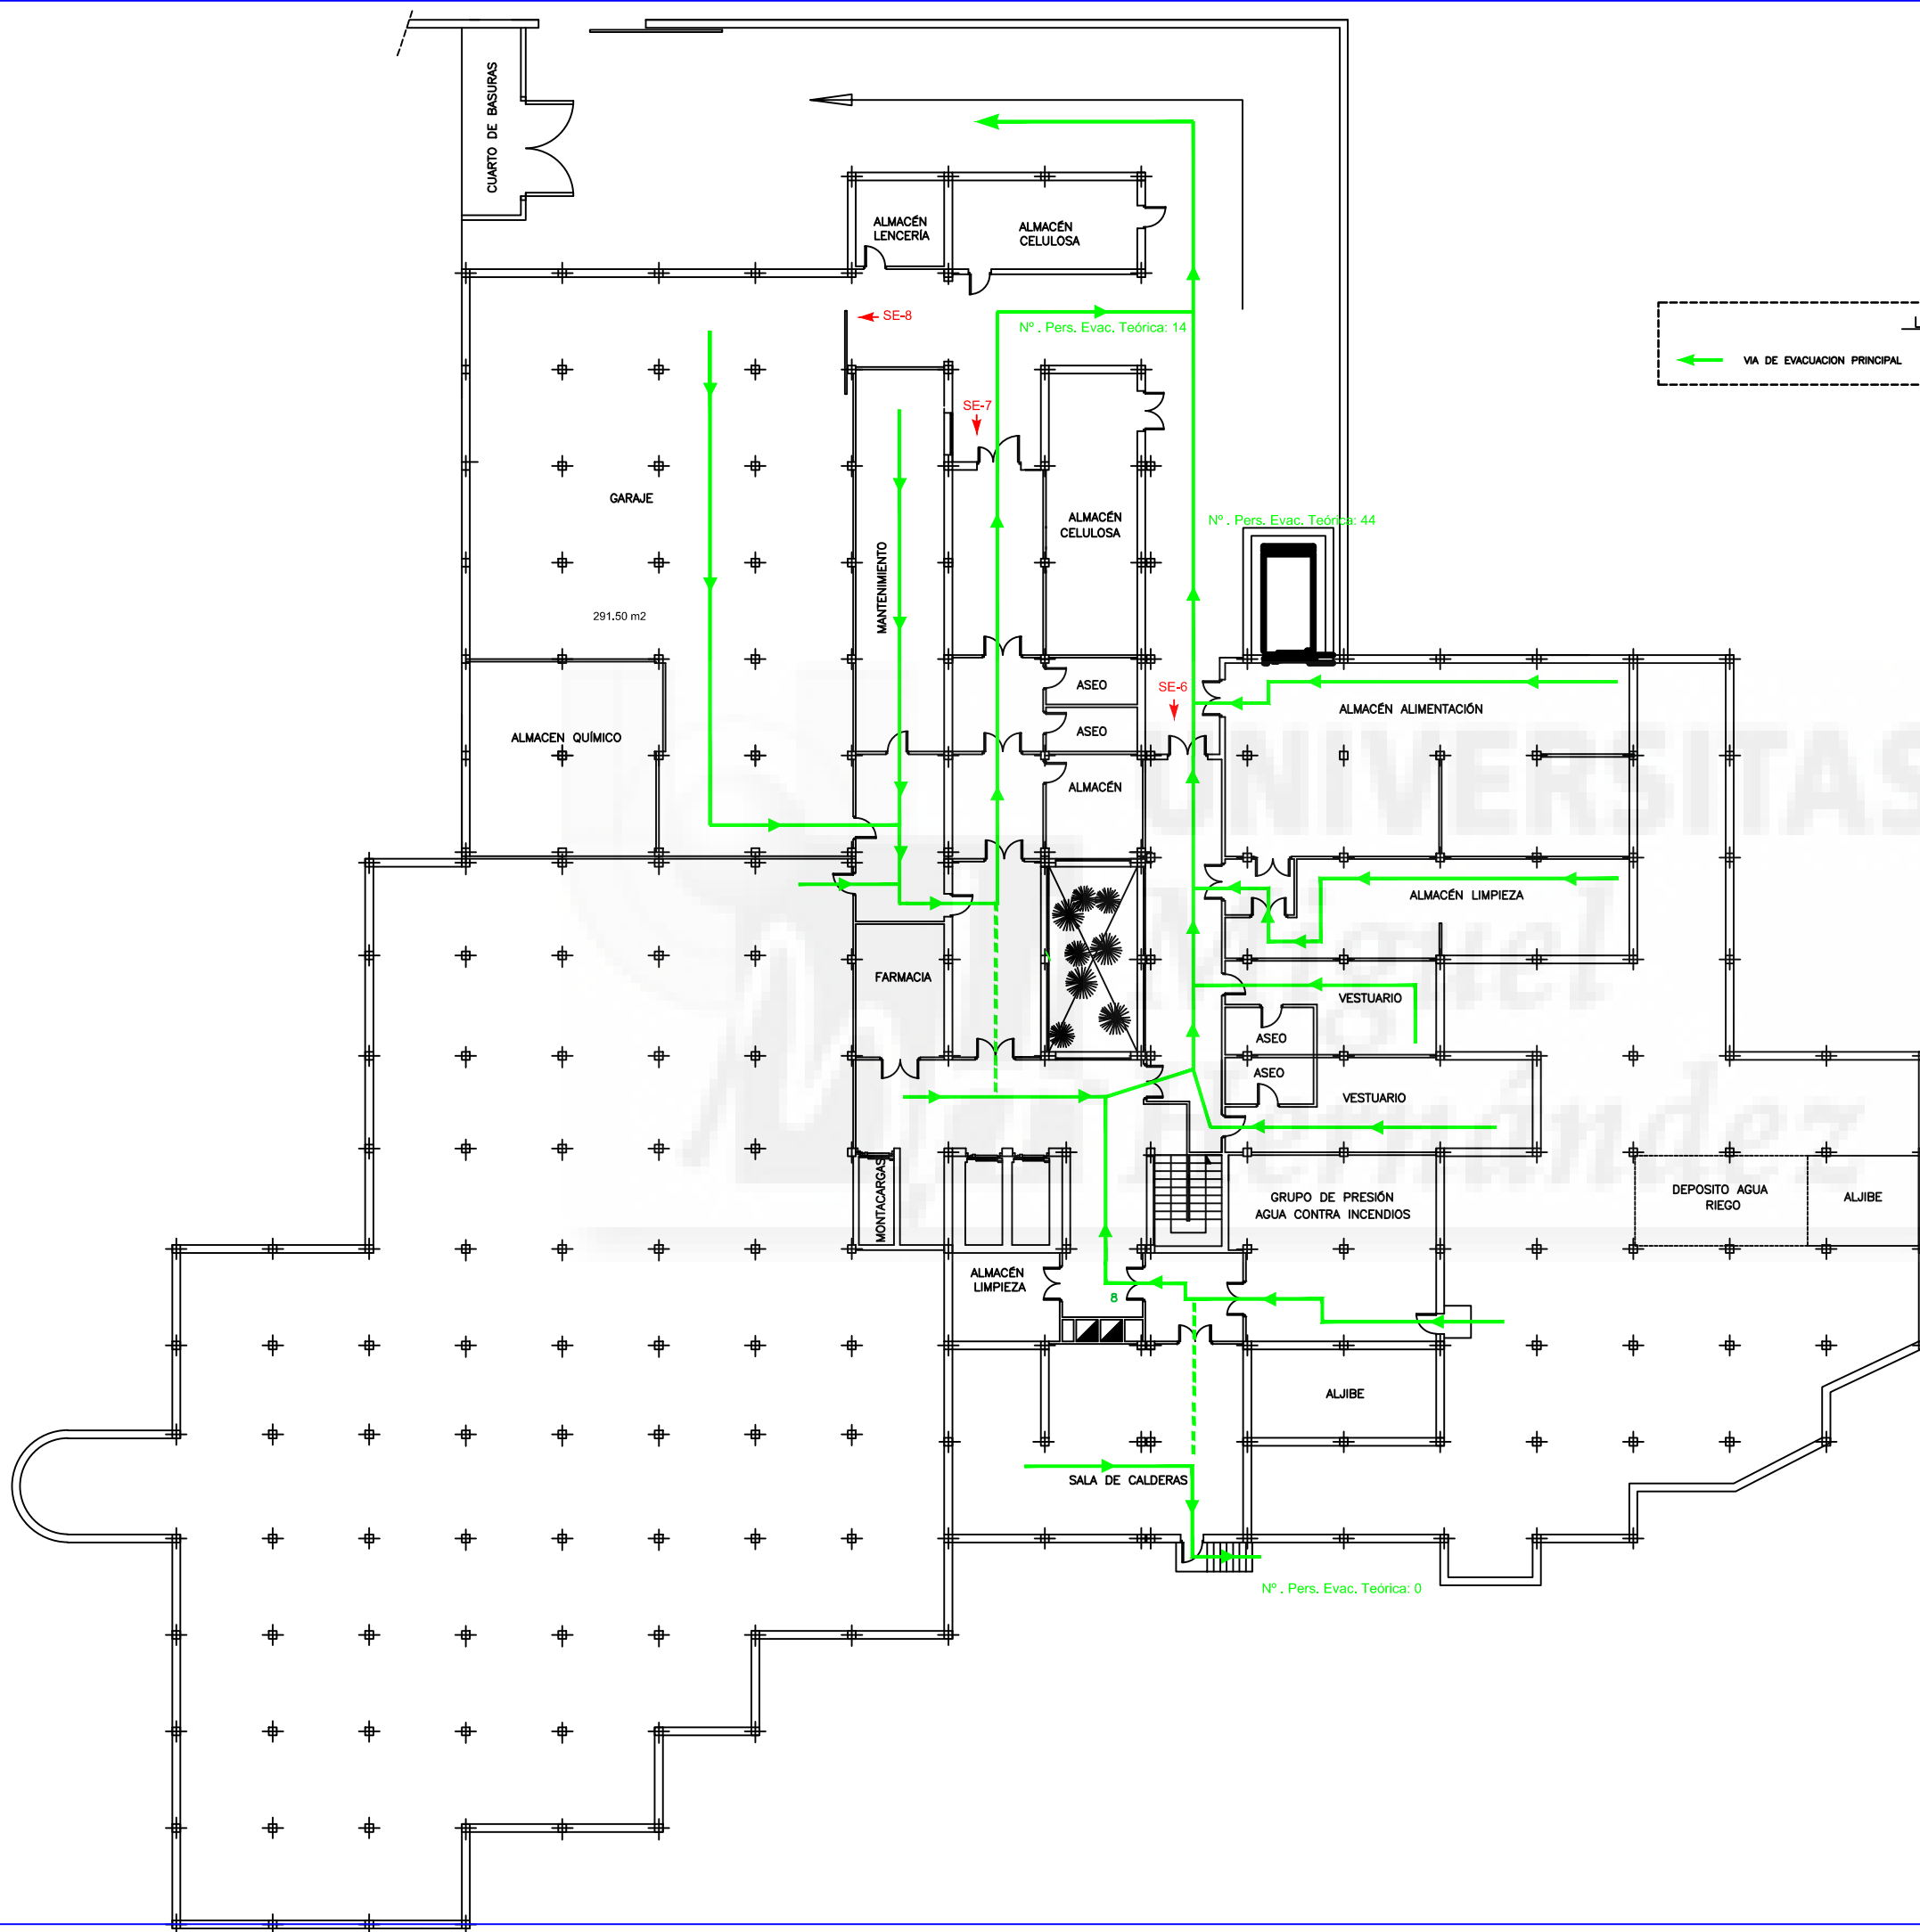 CUARTO DE BASURAS
ALMACÉN
LENCERÍA
ALMACÉN
CELULOSA
SE-8
Nº . Pers. Evac. Teórica: 14
L
VIA DE EVACUACION PRINCIPAL
SE-7
GARAJE
ALMACÉN
CELULOSA
Nº . Pers. Evac. Teórica: 44
MANTENIMIENTO
291.50 m2
ASEO
SE-6
ALMACÉN ALIMENTACIÓN
ALMACEN QUÍMICO
ASEO
UNIVERSITAS
ALMACÉN
ALMACÉN LIMPIEZA
Miguel
FARMACIA
VESTUARIO
ASEO
ASEO
VESTUARIO
Hernández
MONTACARGAS
GRUPO DE PRESIÓN
AGUA CONTRA INCENDIOS
DEPOSITO AGUA
RIEGO
ALJIBE
ALMACÉN
LIMPIEZA
8
ALJIBE
SALA DE CALDERAS
Nº . Pers. Evac. Teórica: 0